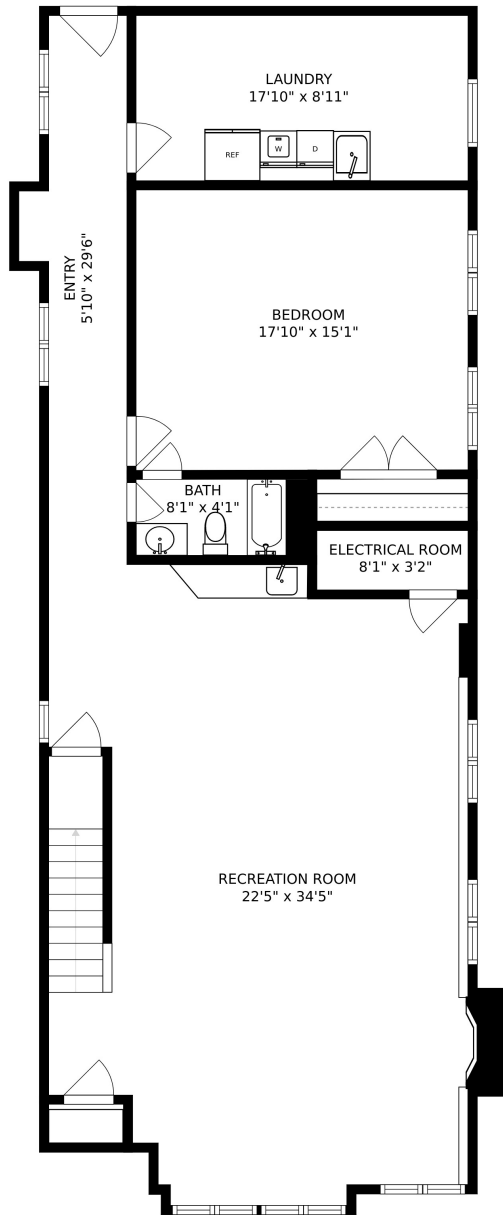 LAUNDRY
17'10" x 8'11"
REF
W
D
ENTRY
5'10" x 29'6"
BEDROOM
17'10" x 15'1"
BATH
8'1" x 4'1"
ELECTRICAL ROOM
8'1" x 3'2"
RECREATION ROOM
22'5" x 34'5"